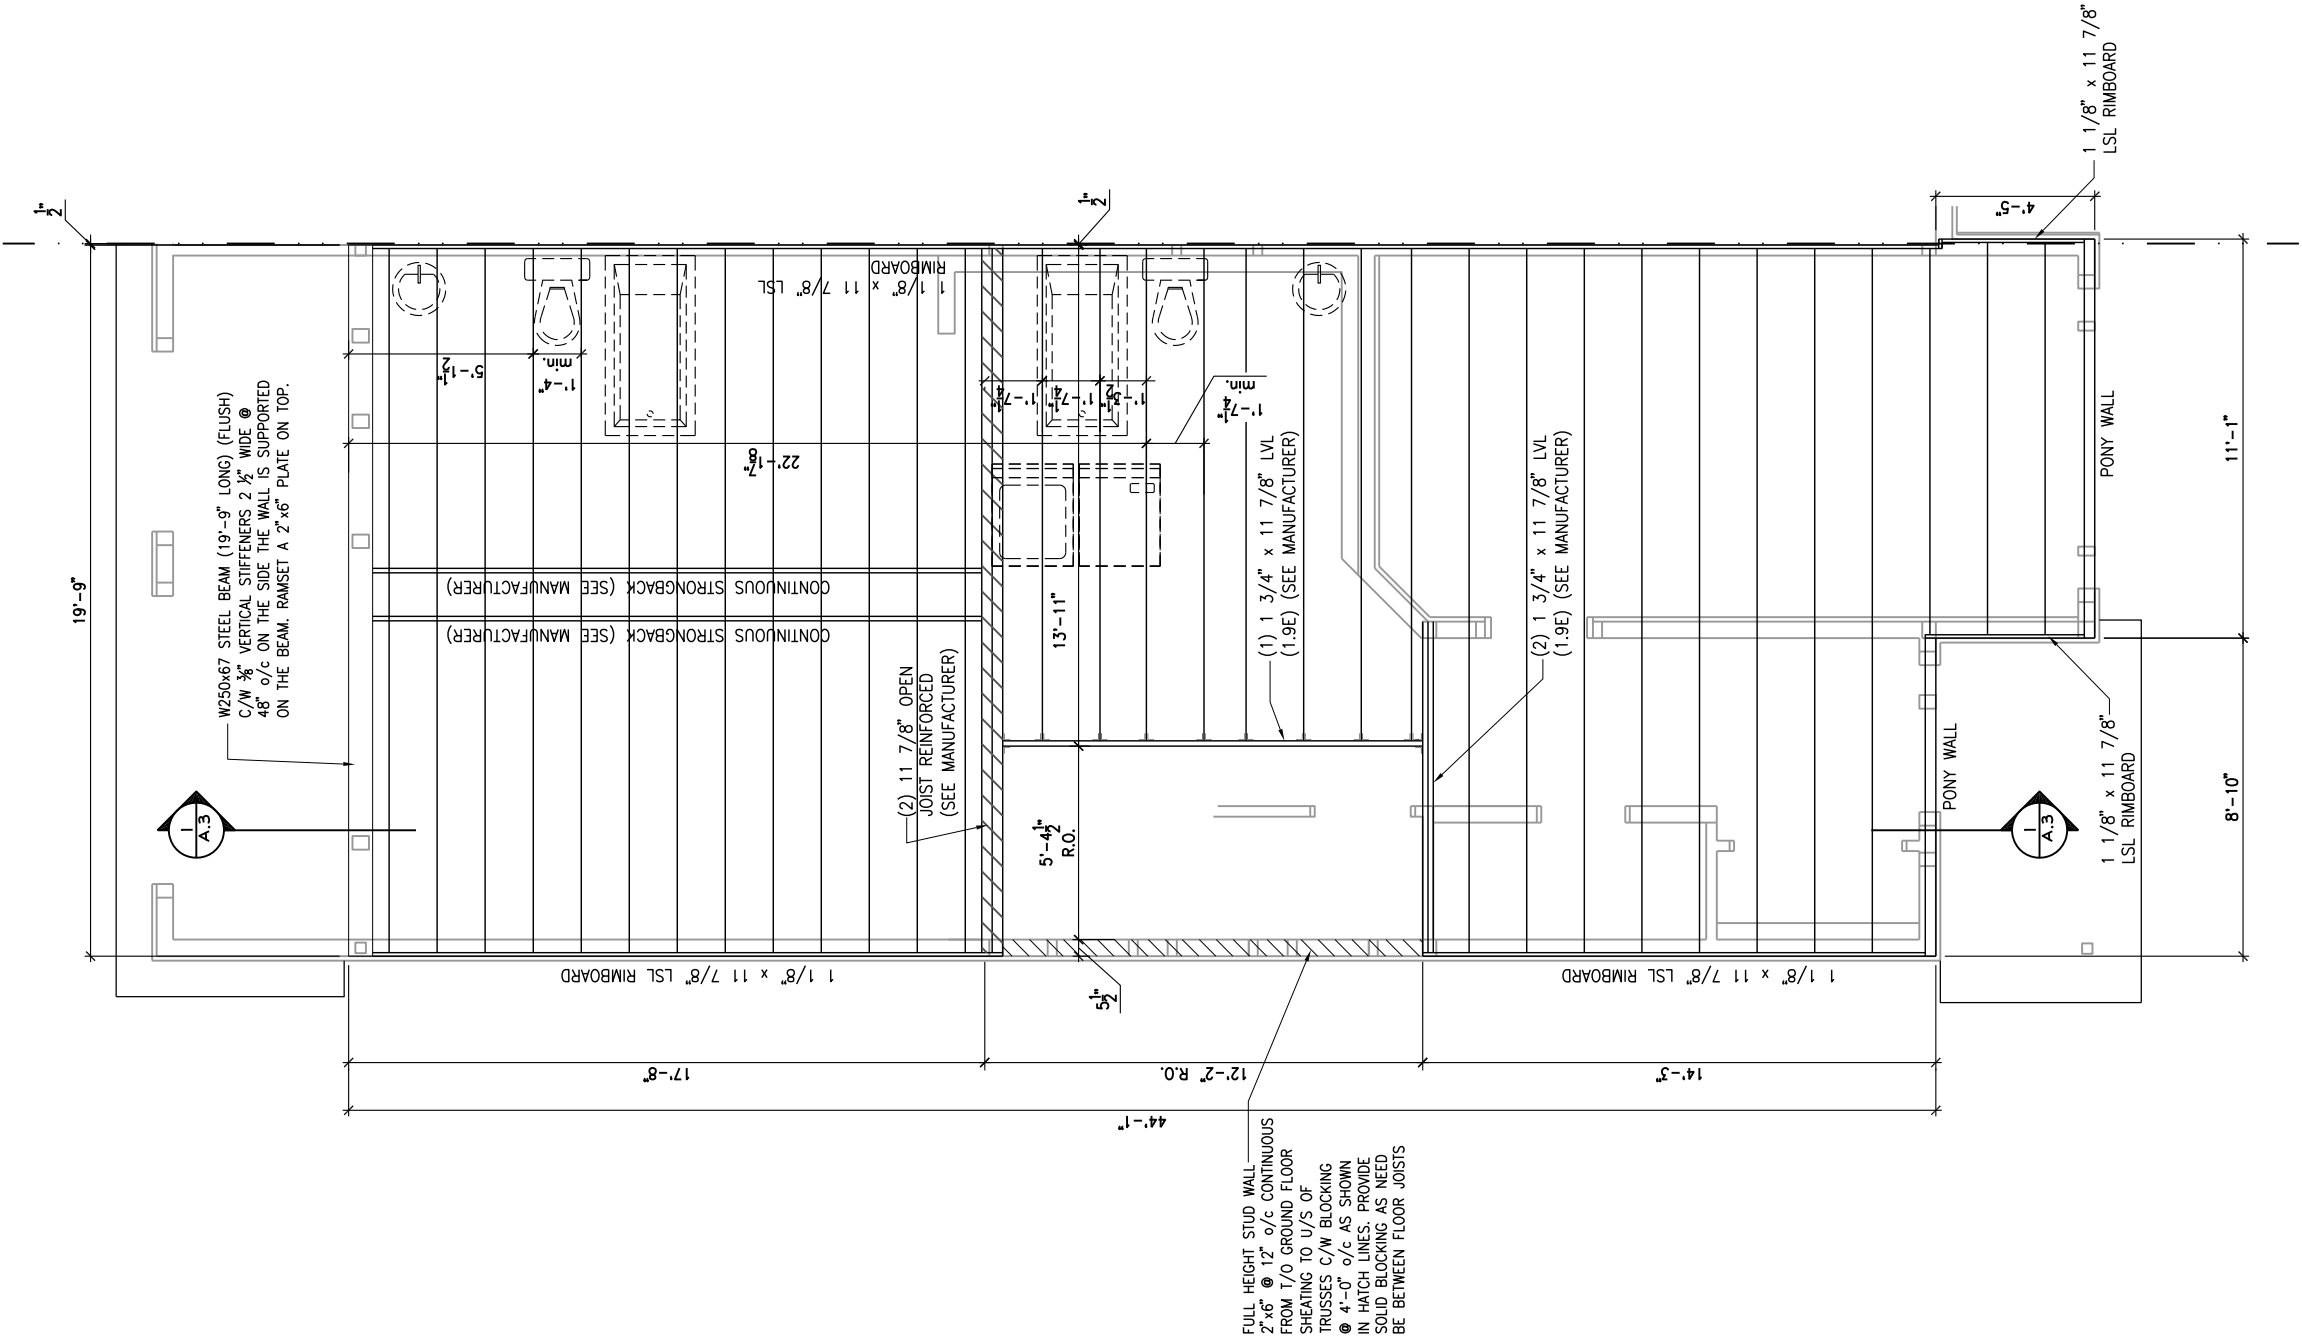 1"
2
19'-9"
W250x67 STEEL BEAM (19'-9" LONG) (FLUSH)
C/W 3/8" VERTICAL STIFFENERS 2 1/2" WIDE @
48" o/c ON THE SIDE THE WALL IS SUPPORTED
ON THE BEAM. RAMSET A 2"x6" PLATE ON TOP.
1
A.3
5'-1 1/2"
1'-4"
min.
22'-1 7/8"
1 1/8" x 11 7/8" LSL
RIMBOARD
CONTINUOUS STRONGBACK (SEE MANUFACTURER)
CONTINUOUS STRONGBACK (SEE MANUFACTURER)
(2) 11 7/8" OPEN
JOIST REINFORCED
(SEE MANUFACTURER)
1 1/8" x 11 7/8" LSL RIMBOARD
17'-8"
44'-1"
1"
2
1'-7 1/4"
1'-7 1/4"
1'-3 1/2"
1'-7 1/4"
min.
13'-11"
5'-4 1/2"
R.O.
5 1/2"
12'-2" R.O.
(1) 1 3/4" x 11 7/8" LVL
(1.9E) (SEE MANUFACTURER)
(2) 1 3/4" x 11 7/8" LVL
(1.9E) (SEE MANUFACTURER)
FULL HEIGHT STUD WALL
2"x6" @ 12" o/c CONTINUOUS
FROM T/O GROUND FLOOR
SHEATING TO U/S OF
TRUSSES C/W BLOCKING
@ 4'-0" o/c AS SHOWN
IN HATCH LINES. PROVIDE
SOLID BLOCKING AS NEED
BE BETWEEN FLOOR JOISTS
1 1/8" x 11 7/8" LSL RIMBOARD
14'-3"
PONY WALL
1
A.3
4'-5"
1 1/8" x 11 7/8"
LSL RIMBOARD
PONY WALL
1 1/8" x 11 7/8"
LSL RIMBOARD
11'-1"
8'-10"